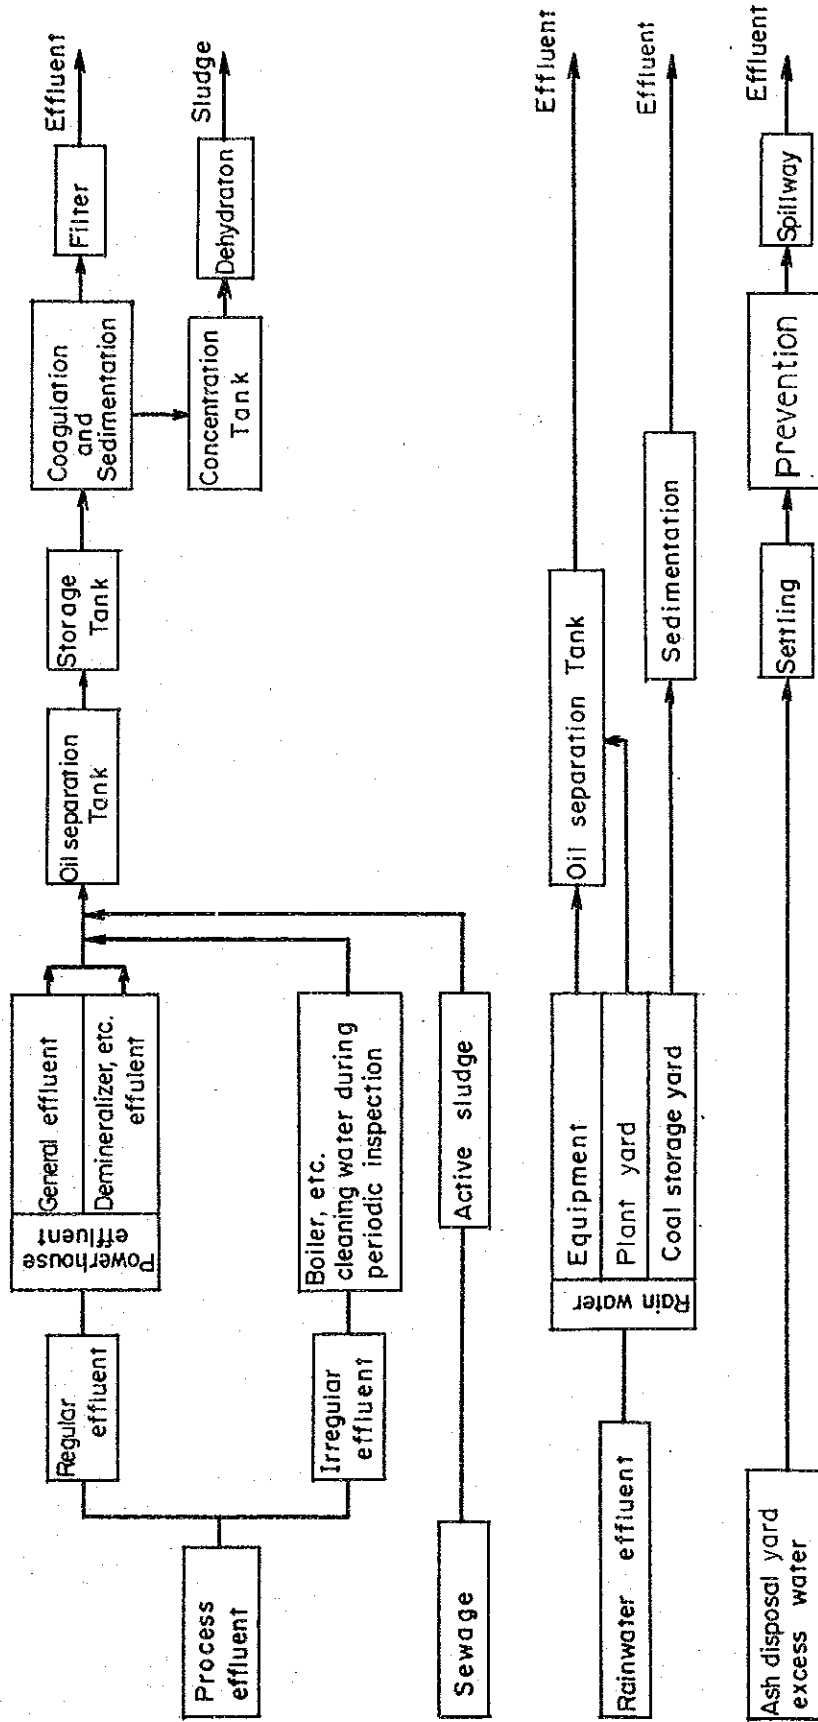 Process
effluent
Regular
effluent
Powerhouse
effluent
General effluent
Demineralizer, etc.
effulent
Oil separation
Tank
Storage
Tank
Coagulation
and
Sedimentation
Filter
Effluent
Concentration
Tank
Dehydraton
Sludge
Irregular
effluent
Boiler, etc.
cleaning water during
periodic inspection
Sewage
Active sludge
Rainwater effluent
Rain water
Equipment
Plant yard
Coal storage yard
Oil separation Tank
Effluent
Sedimentation
Effluent
Ash disposal yard
excess water
Settling
prevention
Spillway
Effluent